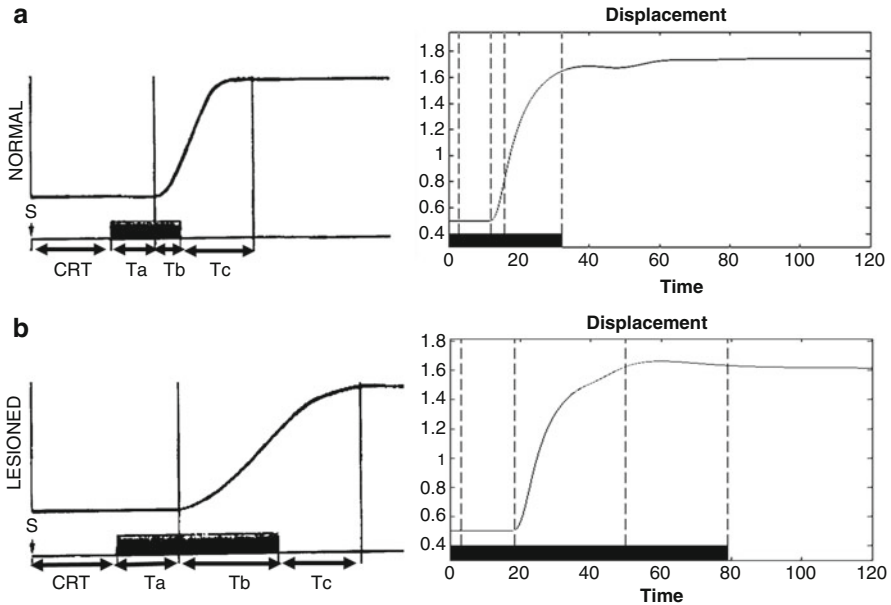 a
NORMAL
S
CRT Ta Tb Tc
Displacement
1.8
1.6
1.4
1.2
1
0.8
0.6
0.4
0 20 40 60 80 100 120
Time
b
LESIONED
S
CRT Ta Tb Tc
Displacement
1.8
1.6
1.4
1.2
1
0.8
0.6
0.4
0 20 40 60 80 100 120
Time